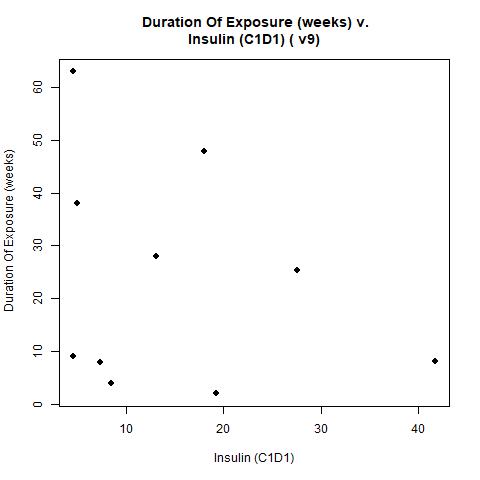 Duration Of Exposure (weeks) v.
Insulin (C1D1) ( v9)
Duration Of Exposure (weeks)
60
50
40
30
20
10
0
10
20
30
40
Insulin (C1D1)